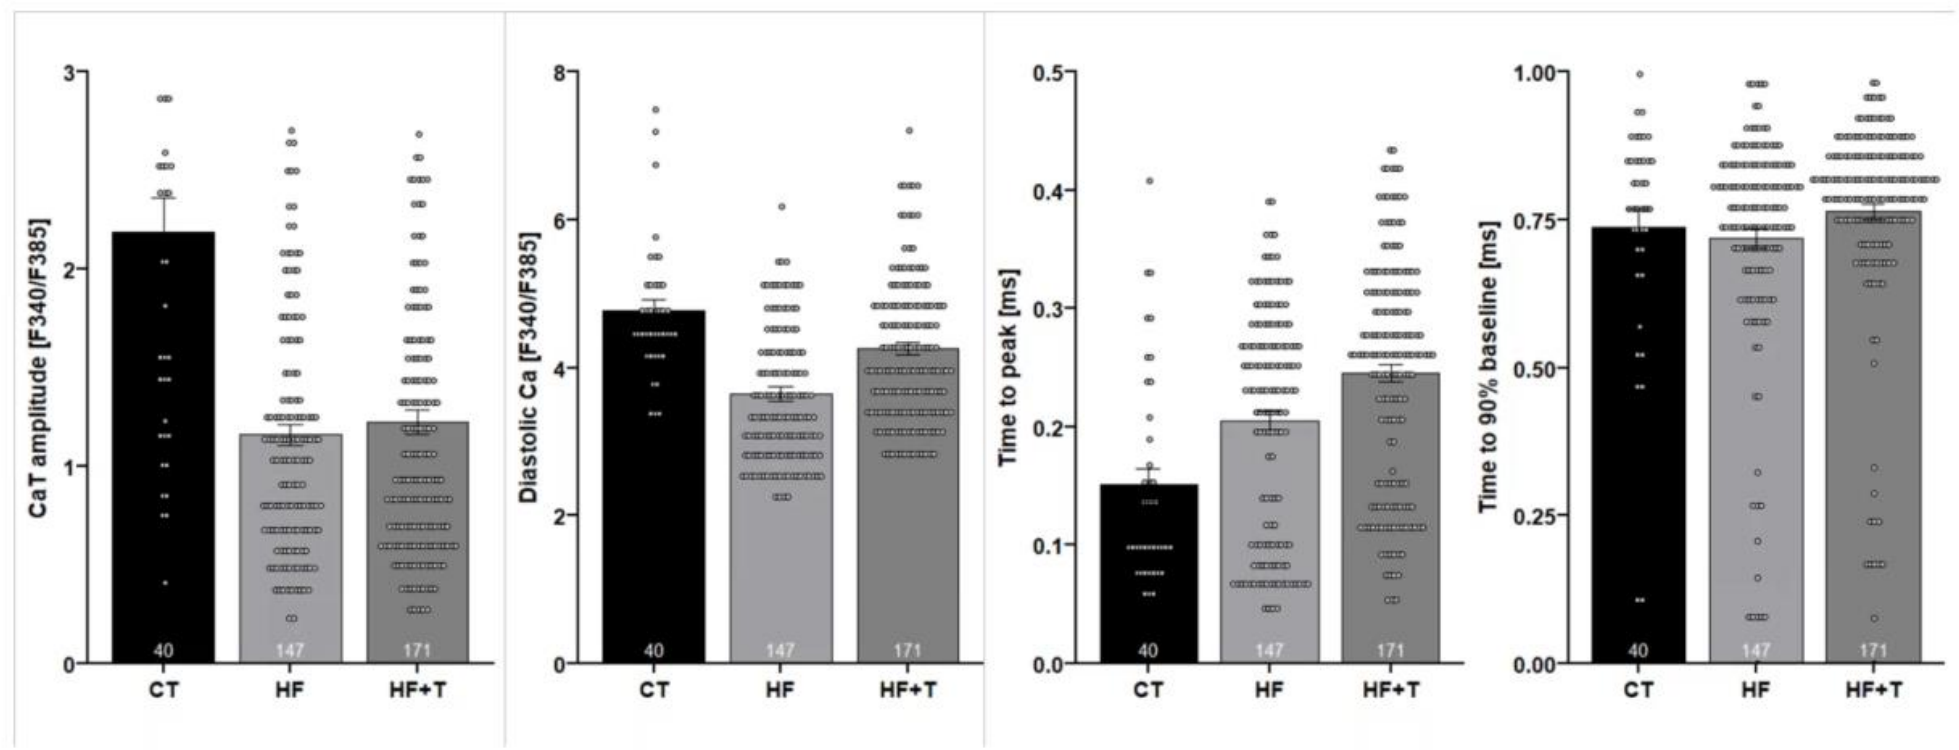 CaT amplitude [F340/F385]
3
2
1
0
40
147
171
CT
HF
HF+T
Diastolic Ca [F340/F385]
8
6
4
2
0
40
147
171
CT
HF
HF+T
Time to peak [ms]
0.5
0.4
0.3
0.2
0.1
0.0
40
147
171
CT
HF
HF+T
Time to 90% baseline [ms]
1.00
0.75
0.50
0.25
0.00
40
147
171
CT
HF
HF+T